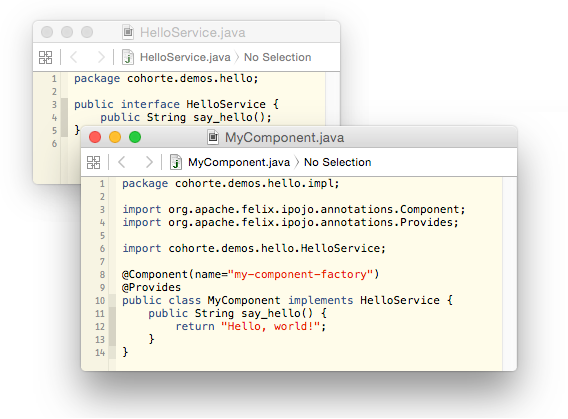 HelloService.java
HelloService.java 〉No Selection
1 package cohorte.demos.hello;
2
3 public interface HelloService {
4     public String say_hello();
5 }
6
MyComponent.java
MyComponent.java 〉No Selection
1 package cohorte.demos.hello.impl;
2
3 import org.apache.felix.ipojo.annotations.Component;
4 import org.apache.felix.ipojo.annotations.Provides;
5
6 import cohorte.demos.hello.HelloService;
7
8 @Component(name="my-component-factory")
9 @Provides
10 public class MyComponent implements HelloService {
11     public String say_hello() {
12         return "Hello, world!";
13     }
14 }